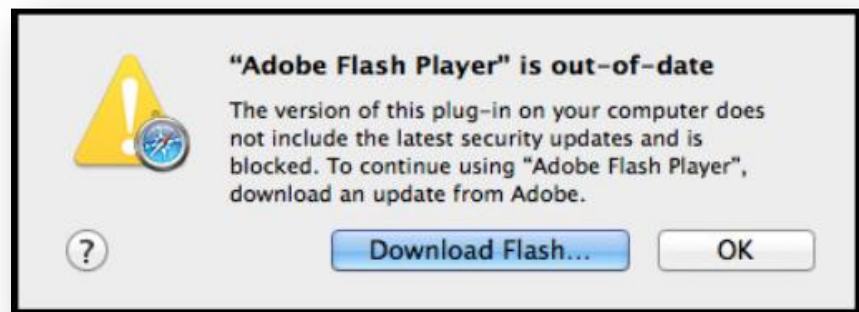 "Adobe Flash Player" is out-of-date
The version of this plug-in on your computer does
not include the latest security updates and is
blocked. To continue using "Adobe Flash Player",
download an update from Adobe.
?
Download Flash...
OK